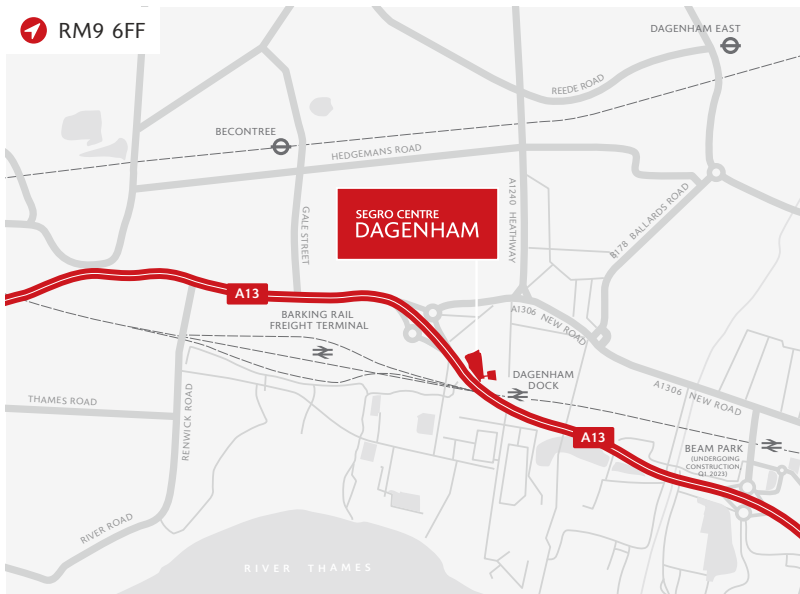 RM9 6FF
DAGENHAM EAST
REEDE ROAD
BECONTREE
HEDGEMANS ROAD
A1240 HEATHWAY
B178 BALLARDS ROAD
GALE STREET
SEGRO CENTRE
DAGENHAM
A13
BARKING RAIL
FREIGHT TERMINAL
A1306 NEW ROAD
DAGENHAM
DOCK
THAMES ROAD
RENWICK ROAD
A1306 NEW ROAD
A13
BEAM PARK
(UNDERGOING
CONSTRUCTION,
Q1 2023)
RIVER ROAD
RIVER THAMES